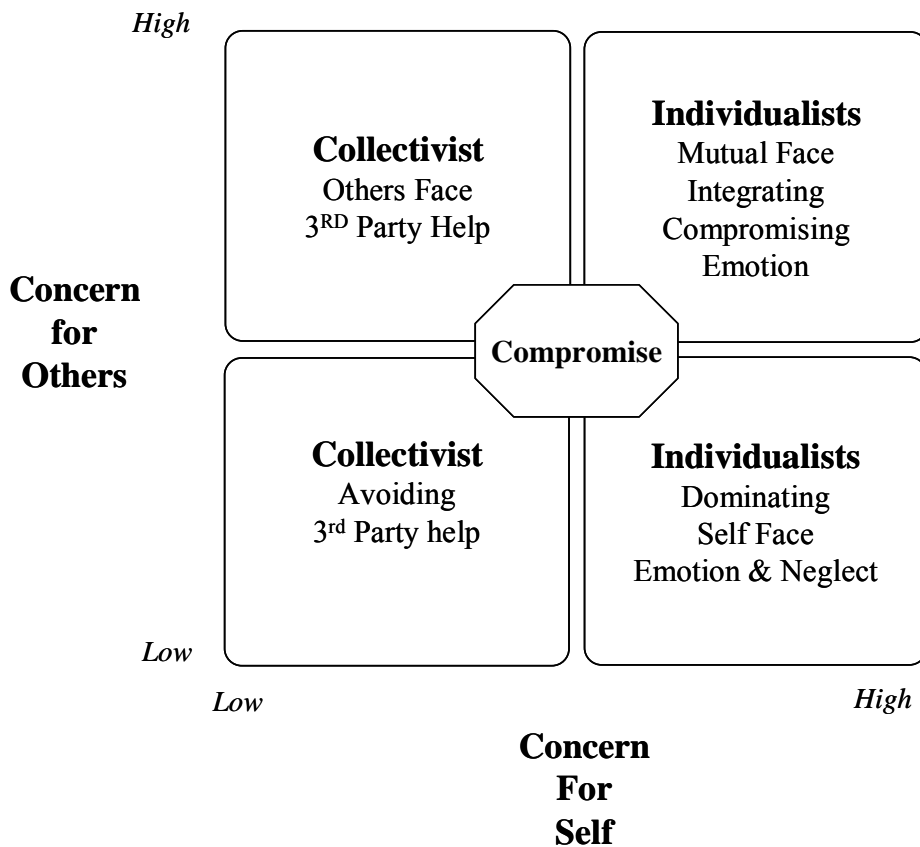 High
Collectivist
Others Face
3RD Party Help
Individualists
Mutual Face
Integrating
Compromising
Emotion
Concern
for
Others
Compromise
Collectivist
Avoiding
3rd Party help
Individualists
Dominating
Self Face
Emotion & Neglect
Low
Low
High
Concern
For
Self